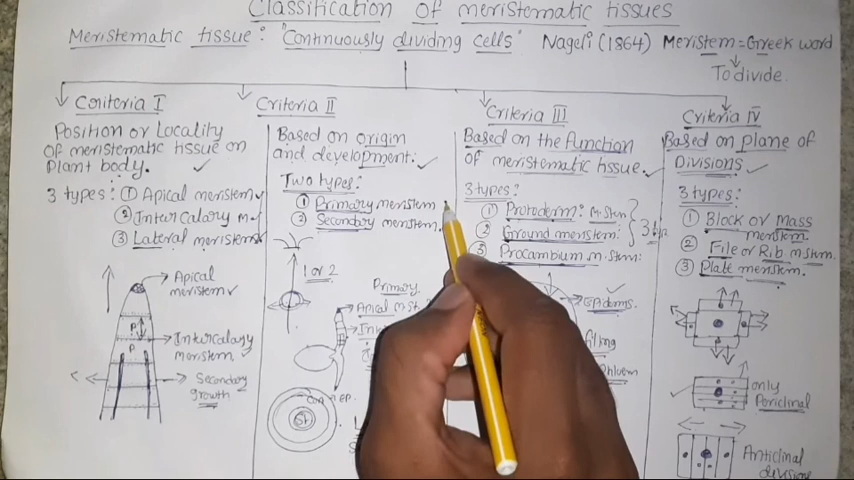 Classification of meristematic tissues
Meristematic tissue: "Continuously dividing cells" Nageli (1864) Meristem = Greek word
To divide.
Criteria I
Position or Locality
of meristematic tissue on
Plant body.
3 types: ① Apical meristem
② Intercalary m
③ Lateral meristem
Apical
meristem
Intercalary
meristem
Secondary
growth
P
P
Criteria II
Based on origin
and development.
Two types:
① Primary meristem
② Secondary meristem.
1 or 2
Primary
Apical m st
St
Criteria III
Based on the Function
of meristematic tissue.
3 types:
① Protoderm: m.stem
② Ground meristem:
③ Procambium m.stem:
Phloem
Criteria IV
Based on plane of
Divisions
3 types:
① Block or Mass
meristem
② File or Rib m stem
③ Plate meristem.
only
Periclinal
Anticlinal
divisions